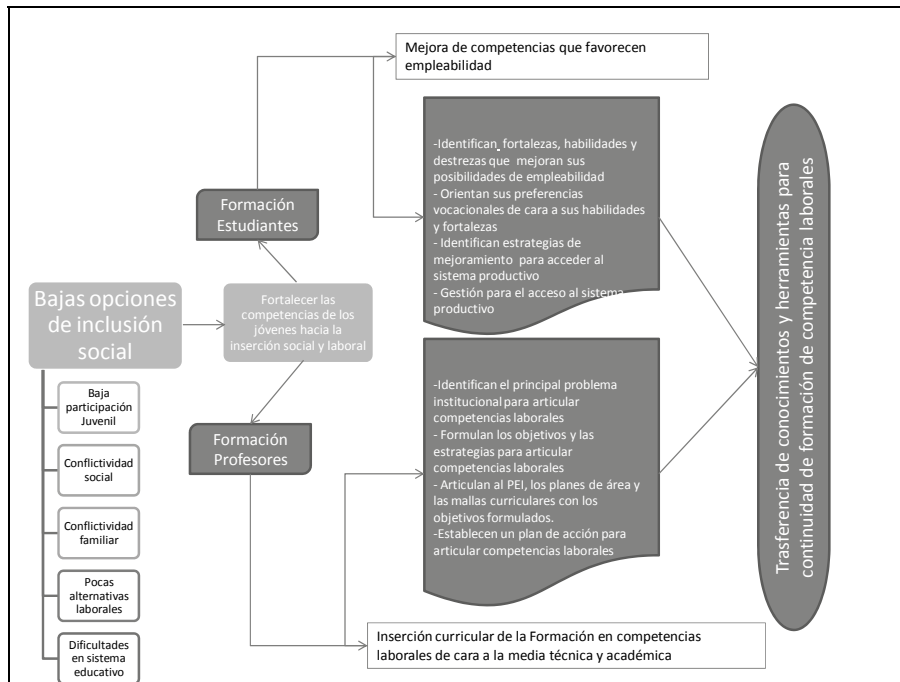 Mejora de competencias que favorecen
empleabilidad
-Identifican fortalezas, habilidades y
destrezas que mejoran sus
posibilidades de empleabilidad
- Orientan sus preferencias
vocacionales de cara a sus habilidades
y fortalezas
- Identifican estrategias de
mejoramiento para acceder al
sistema productivo
- Gestión para el acceso al sistema
productivo
Formación
Estudiantes
Bajas opciones
de inclusión
social
Fortalecer las
competencias de los
jóvenes hacia la
inserción social y laboral
Baja
participación
Juvenil
Conflictividad
social
Conflictividad
familiar
Pocas
alternativas
laborales
Dificultades
en sistema
educativo
Formación
Profesores
-Identifican el principal problema
institucional para articular
competencias laborales
- Formulan los objetivos y las
estrategias para articular
competencias laborales
- Articulan al PEI, los planes de área y
las mallas curriculares con los
objetivos formulados.
-Establecen un plan de acción para
articular competencias laborales
Inserción curricular de la Formación en competencias
laborales de cara a la media técnica y académica
Trasferencia de conocimientos y herramientas para
continuidad de formación de competencia laborales